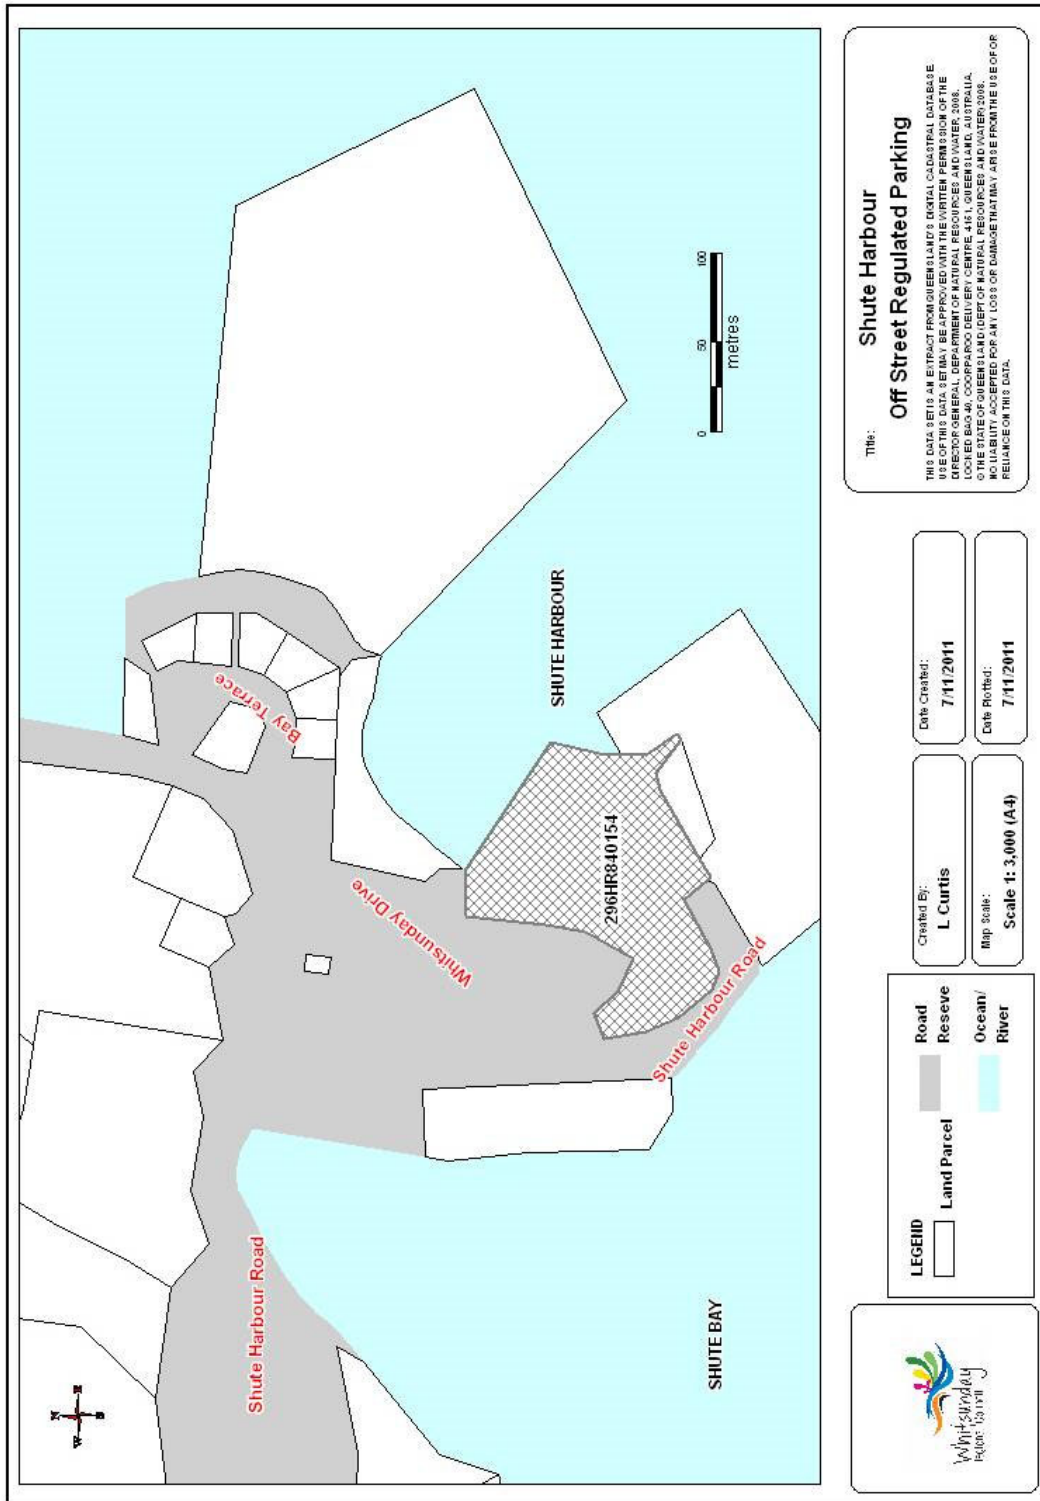 N
W
E
S
Shute Harbour Road
Whitsunday Drive
Bay Terrace
Shute Harbour Road
296HR840154
SHUTE HARBOUR
SHUTE BAY
0 50 100
metres
Whitsunday
Regional Council
LEGEND
Land Parcel
Road
Reseve
Ocean/
River
Created By:
L Curtis
Date Created:
7/11/2011
Map Scale:
Scale 1: 3,000 (A4)
Date Plotted:
7/11/2011
Title:
Shute Harbour
Off Street Regulated Parking
THIS DATA SET IS AN EXTRACT FROM QUEENSLAND'S DIGITAL CADASTRAL DATABASE.
USE OF THIS DATA SET MAY BE APPROVED WITH THE WRITTEN PERMISSION OF THE
DIRECTOR GENERAL, DEPARTMENT OF NATURAL RESOURCES AND WATER, 2008.
LOCKED BAG 40, COORPAROO DELIVERY CENTRE, 4151, QUEENSLAND, AUSTRALIA.
© THE STATE OF QUEENSLAND (DEPT OF NATURAL RESOURCES AND WATER) 2008.
NO LIABILITY ACCEPTED FOR ANY LOSS OR DAMAGE THAT MAY ARISE FROM THE USE OF OR
RELIANCE ON THIS DATA.